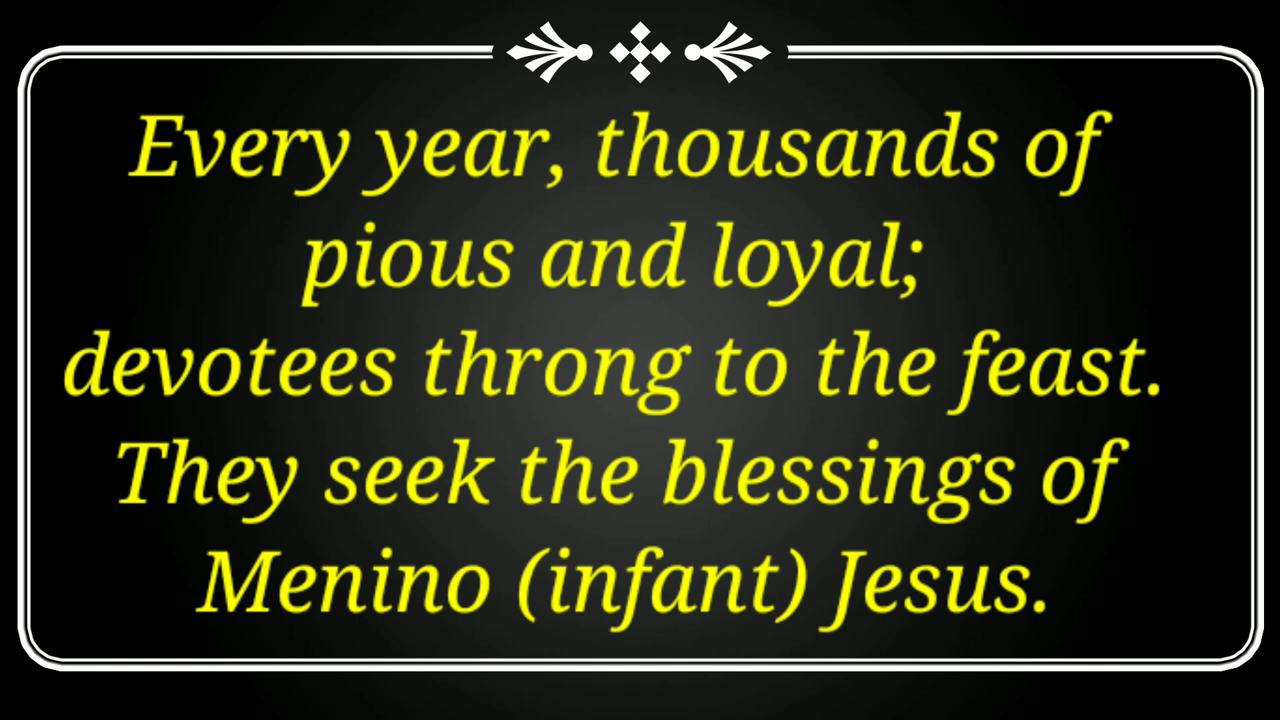 Every year, thousands of
pious and loyal;
devotees throng to the feast.
They seek the blessings of
Menino (infant) Jesus.